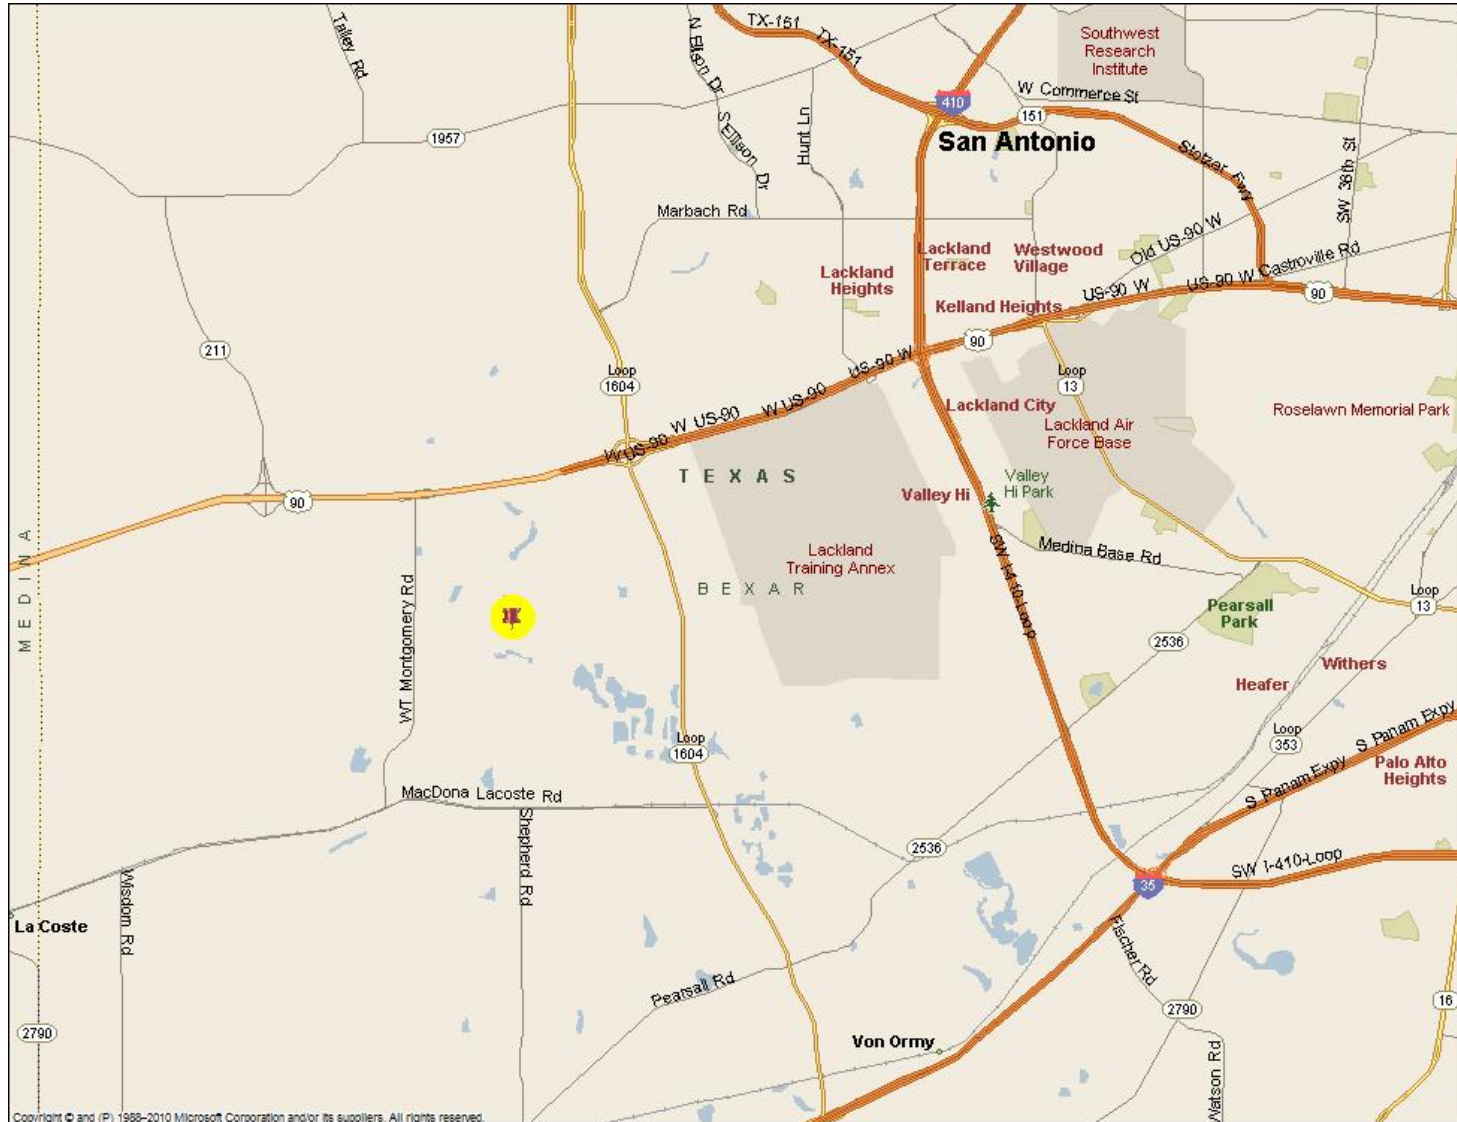 TX-151
TX-151
Talley Rd
N Ellson Dr
S Ellison Dr
Hunt Ln
Southwest
Research
Institute
W Commerce St
410
151
San Antonio
1957
Stotzer Fwy
SW 36th St
Marbach Rd
Old US-90 W
Lackland
Terrace
Westwood
Village
Lackland
Heights
US-90 W
US-90 W
Castroville Rd
90
Kelland Heights
90
211
Loop
1604
US-90 W
W US-90
W US-90
W US-90
Loop
13
Lackland City
Roselawn Memorial Park
Lackland Air
Force Base
TEXAS
Valley
Hi Park
Valley Hi
90
MEDINA
Lackland
Training Annex
Medina Base Rd
SW I-410-Loop
BEXAR
WT Montgomery Rd
Pearsall
Park
Loop
13
2536
Withers
Heafer
Loop
353
S Panam Expy
S Panam Expy
Palo Alto
Heights
Loop
1604
MacDona Lacoste Rd
Shepherd Rd
2536
SW I-410-Loop
35
Wisdom Rd
La Coste
Fischer Rd
Pearsall Rd
2790
16
2790
Von Ormy
Watson Rd
Copyright © and (P) 1988–2010 Microsoft Corporation and/or its suppliers. All rights reserved.